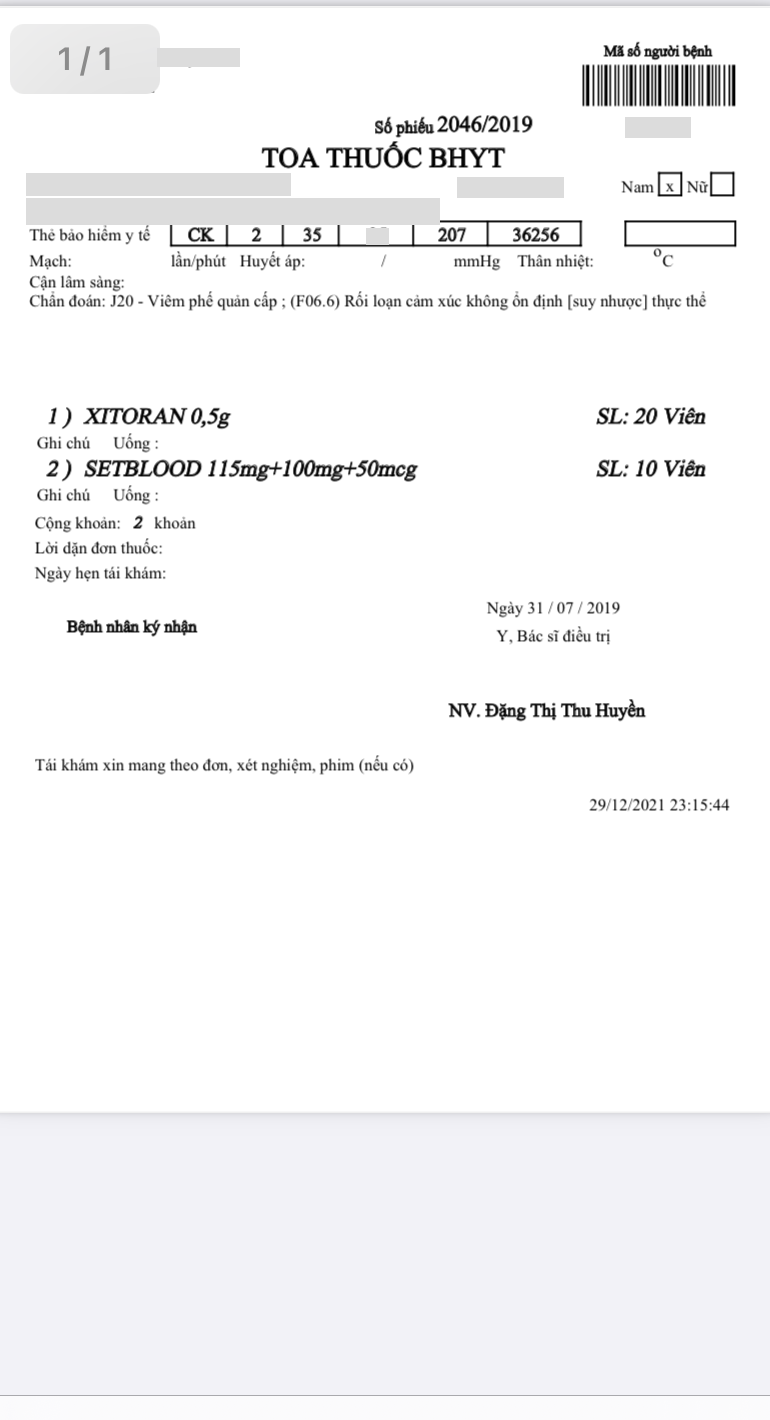 1/1
Mã số người bệnh
Số phiếu 2046/2019
TOA THUỐC BHYT
Nam x Nữ
Thẻ bảo hiểm y tế CK 2 35 207 36256
Mạch: lần/phút Huyết áp: / mmHg Thân nhiệt: °C
Cận lâm sàng:
Chẩn đoán: J20 - Viêm phế quản cấp ; (F06.6) Rối loạn cảm xúc không ổn định [suy nhược] thực thể
1 ) XITORAN 0,5g SL: 20 Viên
Ghi chú Uống :
2 ) SETBLOOD 115mg+100mg+50mcg SL: 10 Viên
Ghi chú Uống :
Cộng khoản: 2 khoản
Lời dặn đơn thuốc:
Ngày hẹn tái khám:
Ngày 31 / 07 / 2019
Bệnh nhân ký nhận
Y, Bác sĩ điều trị
NV. Đặng Thị Thu Huyền
Tái khám xin mang theo đơn, xét nghiệm, phim (nếu có)
29/12/2021 23:15:44